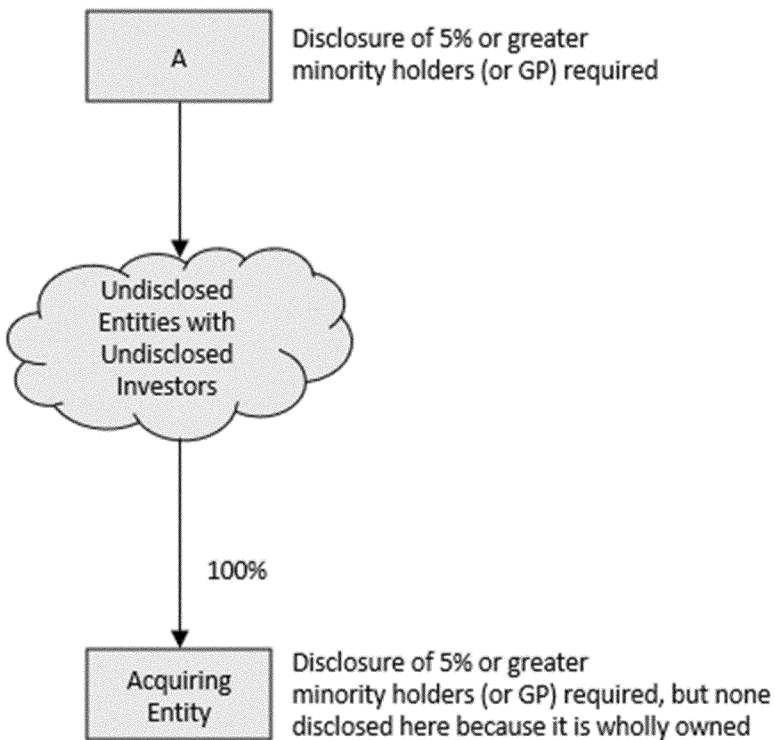 A
Disclosure of 5% or greater
minority holders (or GP) required
Undisclosed
Entities with
Undisclosed
Investors
100%
Acquiring
Entity
Disclosure of 5% or greater
minority holders (or GP) required, but none
disclosed here because it is wholly owned